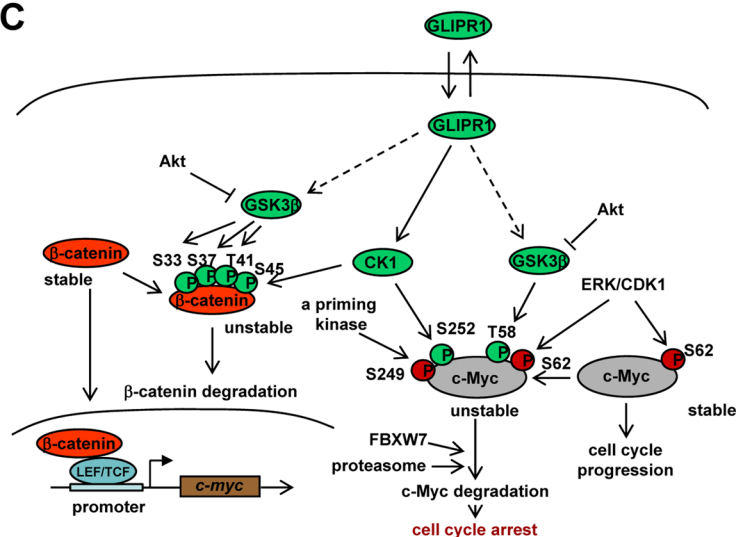 C
GLIPR1
GLIPR1
Akt
GSK3β
Akt
β-catenin
stable
S33 S37 T41
S45
P P P P
β-catenin
unstable
CK1
GSK3β
ERK/CDK1
a priming
kinase
S252
T58
S249
P
P
P
P
S62
c-Myc
unstable
P
S62
c-Myc
stable
β-catenin degradation
FBXW7
proteasome
c-Myc degradation
cell cycle arrest
cell cycle
progression
β-catenin
LEF/TCF
c-myc
promoter